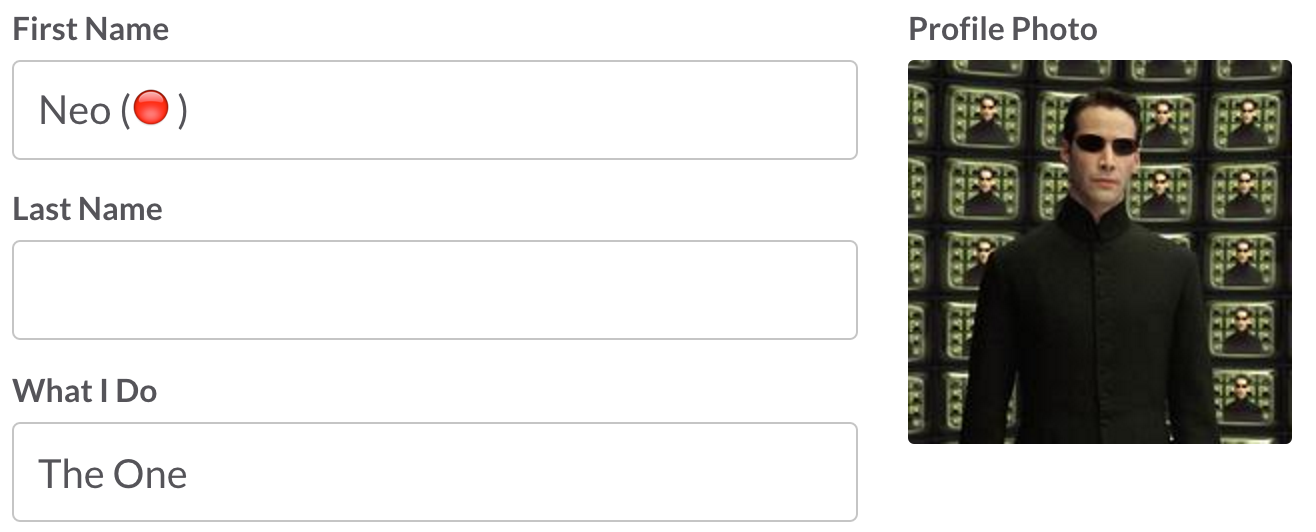 First Name
Neo (🔴)
Last Name
What I Do
The One
Profile Photo